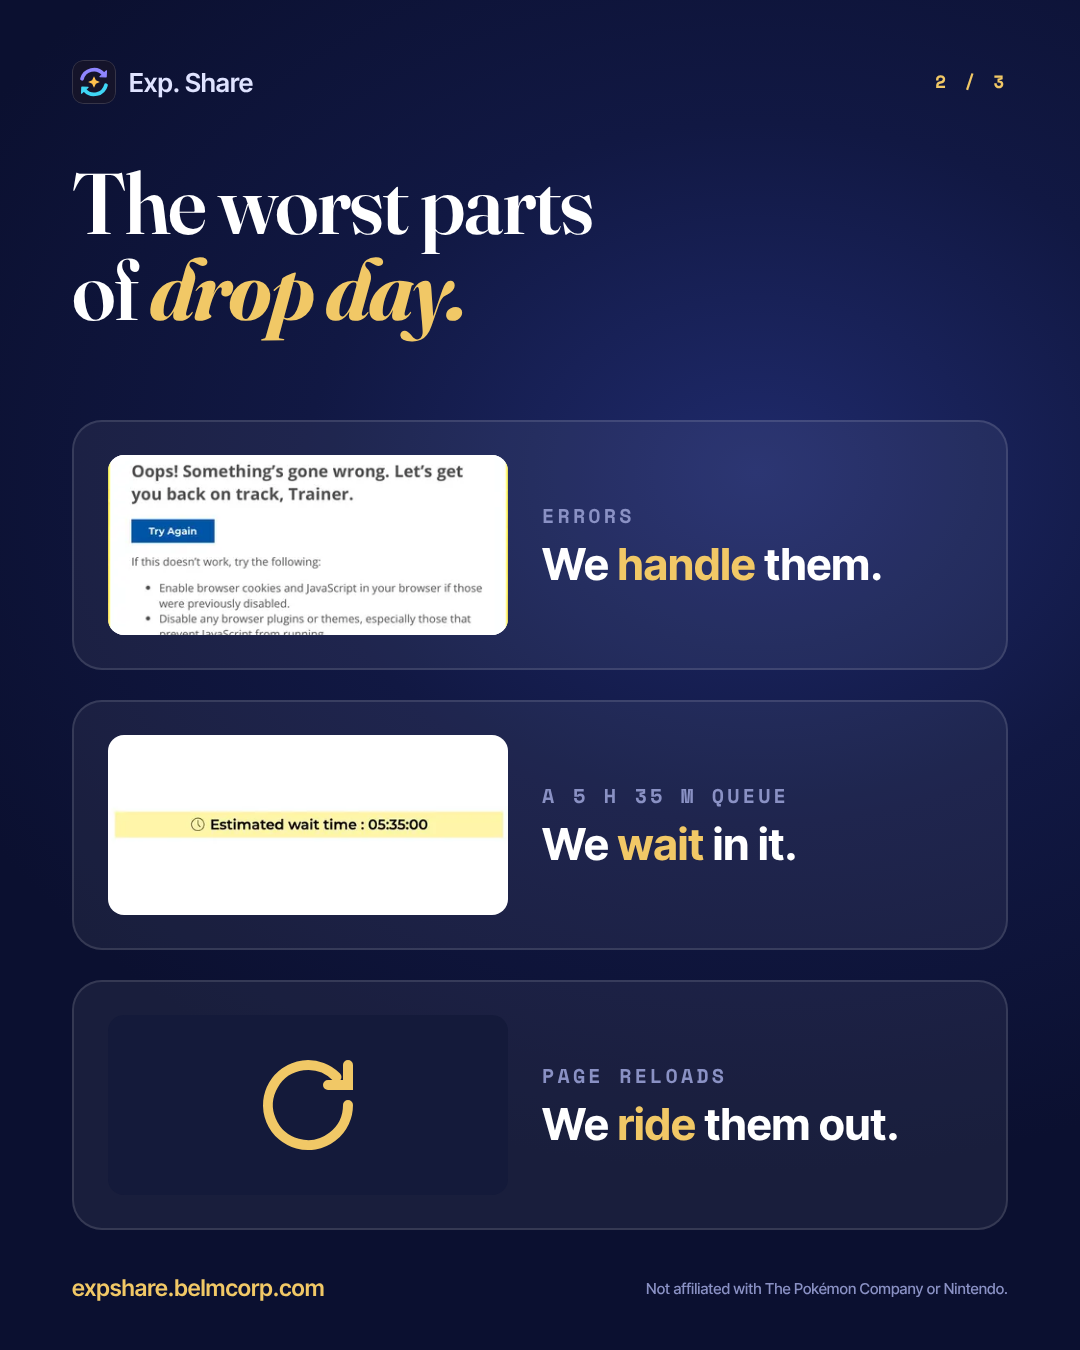 Exp. Share
2 / 3
The worst parts
of drop day.
Oops! Something's gone wrong. Let's get
you back on track, Trainer.
Try Again
If this doesn't work, try the following:
• Enable browser cookies and JavaScript in your browser if those
were previously disabled.
• Disable any browser plugins or themes, especially those that
prevent JavaScript from running
ERRORS
We handle them.
Estimated wait time : 05:35:00
A 5 H 35 M QUEUE
We wait in it.
PAGE RELOADS
We ride them out.
expshare.belmcorp.com
Not affiliated with The Pokémon Company or Nintendo.